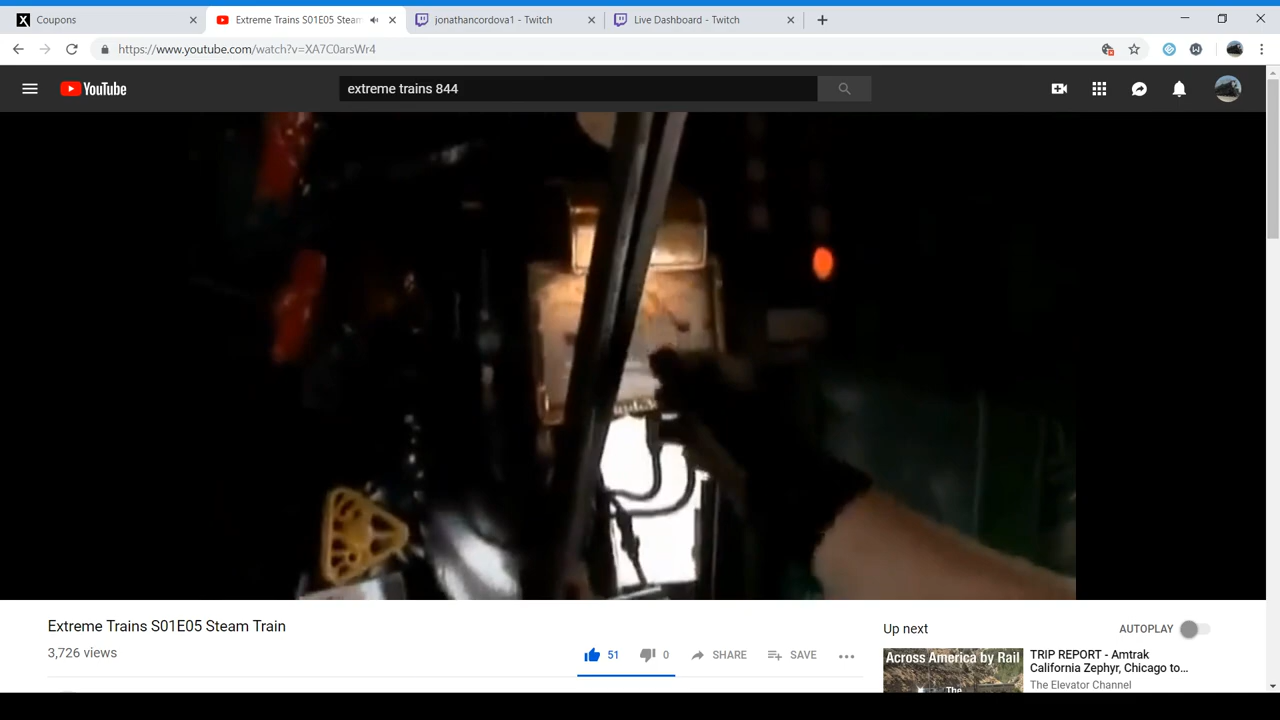 Coupons
Extreme Trains S01E05 Steam
jonathancordova1 - Twitch
Live Dashboard - Twitch
https://www.youtube.com/watch?v=XA7C0arsWr4
YouTube
extreme trains 844
Extreme Trains S01E05 Steam Train
3,726 views
51
0
SHARE
SAVE
Up next
AUTOPLAY
Across America by Rail
The
TRIP REPORT - Amtrak
California Zephyr, Chicago to...
The Elevator Channel